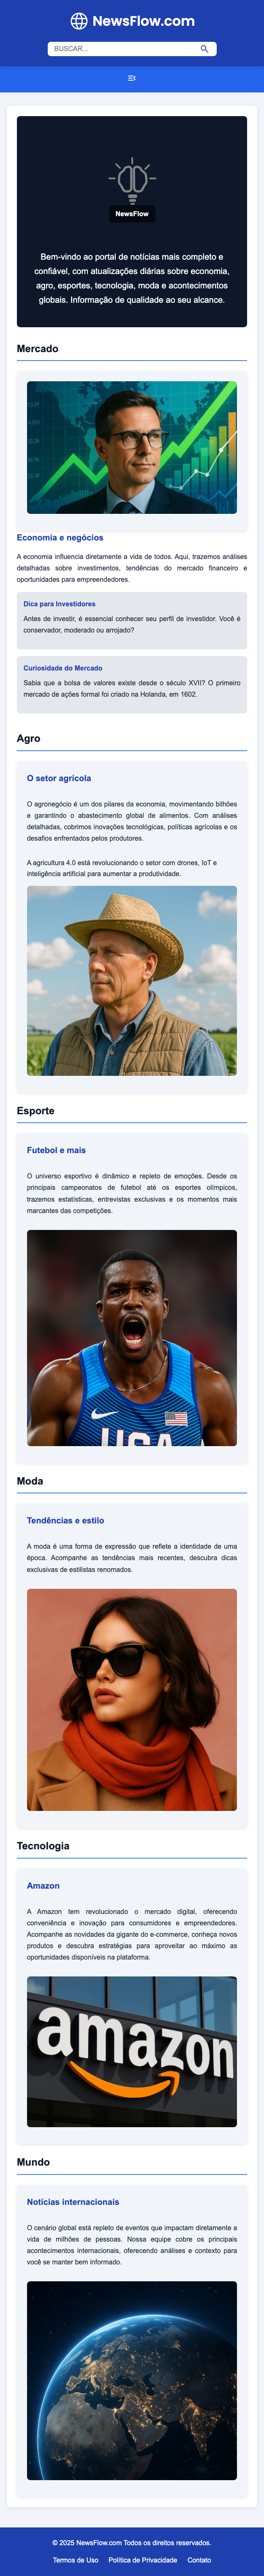 NewsFlow.com
BUSCAR...
NewsFlow
Bem-vindo ao portal de notícias mais completo e
confiável, com atualizações diárias sobre economia,
agro, esportes, tecnologia, moda e acontecimentos
globais. Informação de qualidade ao seu alcance.
Mercado
Economia e negócios
A economia influencia diretamente a vida de todos. Aqui, trazemos análises
detalhadas sobre investimentos, tendências do mercado financeiro e
oportunidades para empreendedores.
Dica para Investidores
Antes de investir, é essencial conhecer seu perfil de investidor. Você é
conservador, moderado ou arrojado?
Curiosidade do Mercado
Sabia que a bolsa de valores existe desde o século XVII? O primeiro
mercado de ações formal foi criado na Holanda, em 1602.
Agro
O setor agrícola
O agronegócio é um dos pilares da economia, movimentando bilhões
e garantindo o abastecimento global de alimentos. Com análises
detalhadas, cobrimos inovações tecnológicas, políticas agrícolas e os
desafios enfrentados pelos produtores.
A agricultura 4.0 está revolucionando o setor com drones, IoT e
inteligência artificial para aumentar a produtividade.
Esporte
Futebol e mais
O universo esportivo é dinâmico e repleto de emoções. Desde os
principais campeonatos de futebol até os esportes olímpicos,
trazemos estatísticas, entrevistas exclusivas e os momentos mais
marcantes das competições.
USA
Moda
Tendências e estilo
A moda é uma forma de expressão que reflete a identidade de uma
época. Acompanhe as tendências mais recentes, descubra dicas
exclusivas de estilistas renomados.
Tecnologia
Amazon
A Amazon tem revolucionado o mercado digital, oferecendo
conveniência e inovação para consumidores e empreendedores.
Acompanhe as novidades da gigante do e-commerce, conheça novos
produtos e descubra estratégias para aproveitar ao máximo as
oportunidades disponíveis na plataforma.
amazon
Mundo
Notícias internacionais
O cenário global está repleto de eventos que impactam diretamente a
vida de milhões de pessoas. Nossa equipe cobre os principais
acontecimentos internacionais, oferecendo análises e contexto para
você se manter bem informado.
© 2025 NewsFlow.com Todos os direitos reservados.
Termos de Uso Política de Privacidade Contato